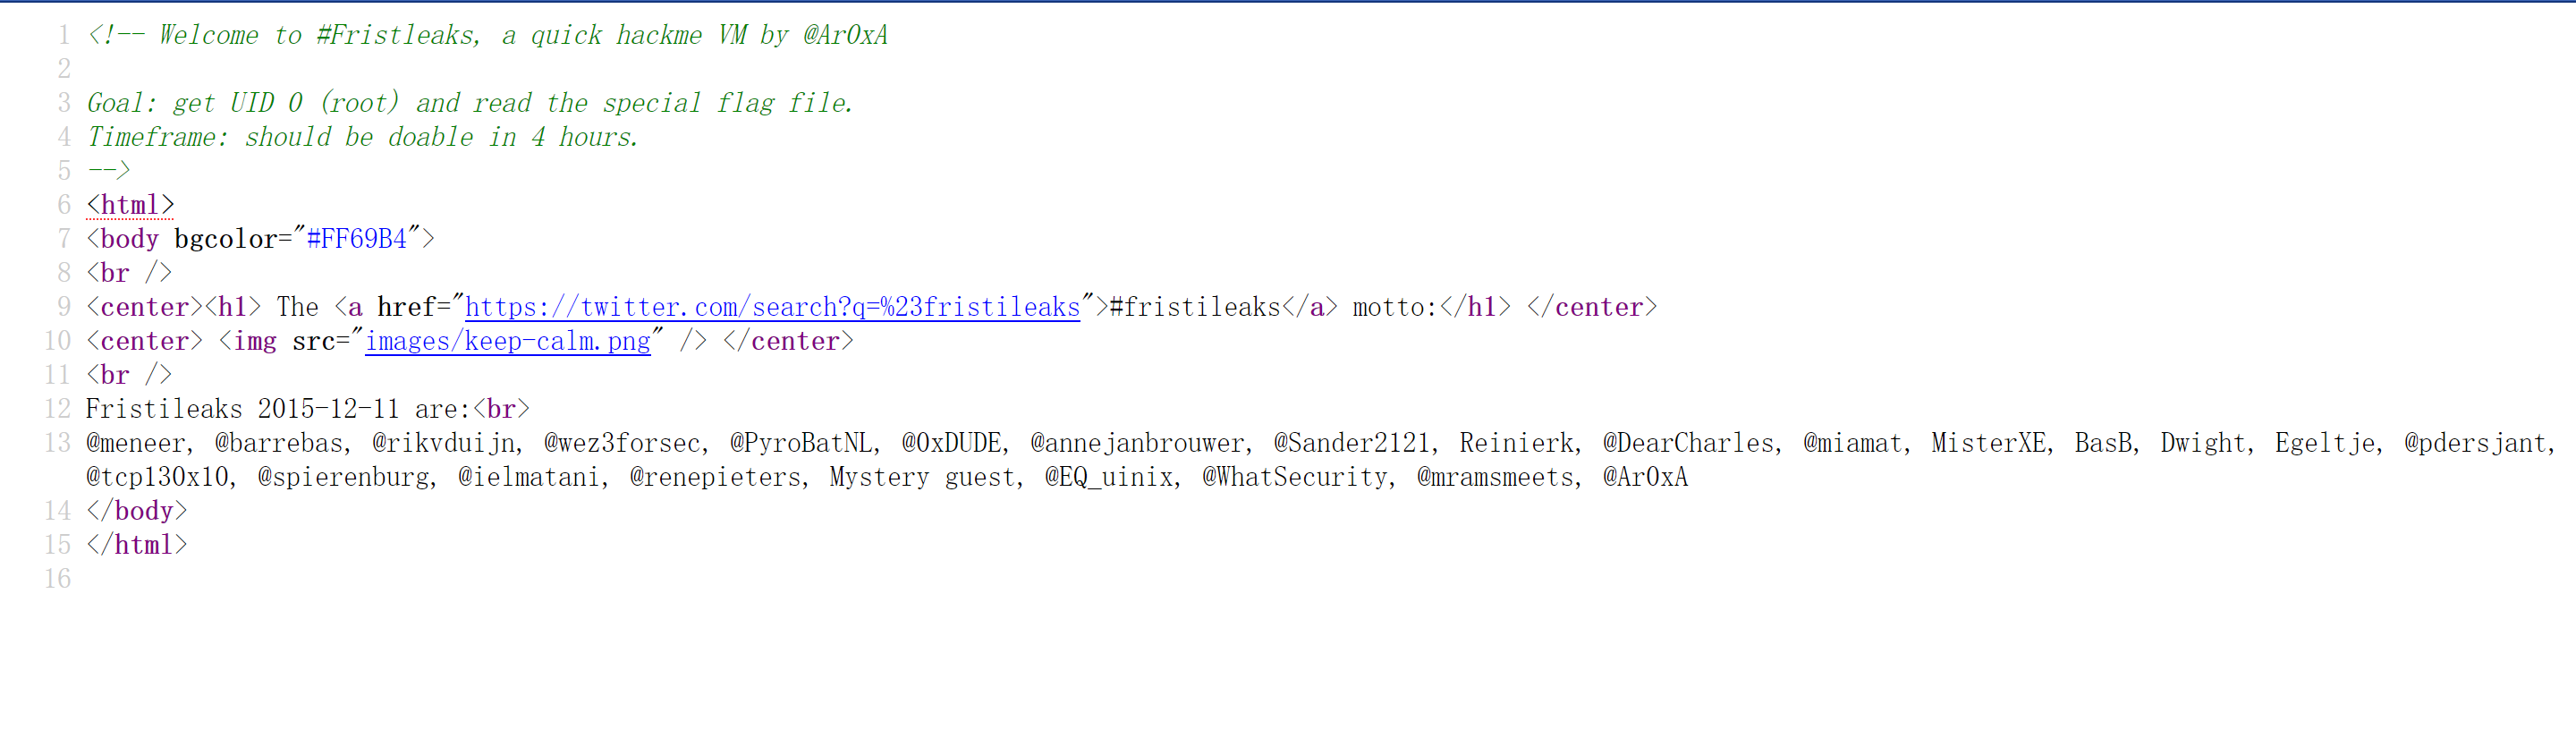 1 <!-- Welcome to #Fristleaks, a quick hackme VM by @Ar0xA
2
3 Goal: get UID 0 (root) and read the special flag file.
4 Timeframe: should be doable in 4 hours.
5 -->
6 <html>
7 <body bgcolor="#FF69B4">
8 <br />
9 <center><h1> The <a href="https://twitter.com/search?q=%23fristileaks">#fristileaks</a> motto:</h1> </center>
10 <center> <img src="images/keep-calm.png" /> </center>
11 <br />
12 Fristileaks 2015-12-11 are:<br>
13 @meneer, @barrebas, @rikvduijn, @wez3forsec, @PyroBatNL, @0xDUDE, @annejanbrouwer, @Sander2121, Reinierk, @DearCharles, @miamat, MisterXE, BasB, Dwight, Egeltje, @pdersjant,
@tcp130x10, @spierenburg, @ielmatani, @renepieters, Mystery guest, @EQ_uinix, @WhatSecurity, @mramsmeets, @Ar0xA
14 </body>
15 </html>
16